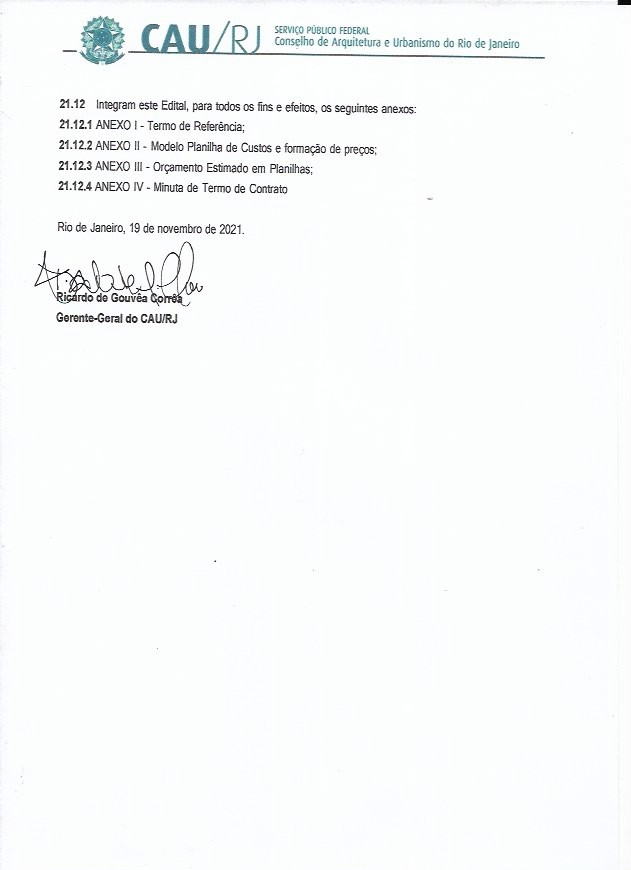 CAU/RJ
SERVIÇO PÚBLICO FEDERAL
Conselho de Arquitetura e Urbanismo do Rio de Janeiro
21.12 Integram este Edital, para todos os fins e efeitos, os seguintes anexos:
21.12.1 ANEXO I - Termo de Referência;
21.12.2 ANEXO II - Modelo Planilha de Custos e formação de preços;
21.12.3 ANEXO III - Orçamento Estimado em Planilhas;
21.12.4 ANEXO IV - Minuta de Termo de Contrato
Rio de Janeiro, 19 de novembro de 2021.
Ricardo de Gouvêa Corrêa
Gerente-Geral do CAU/RJ